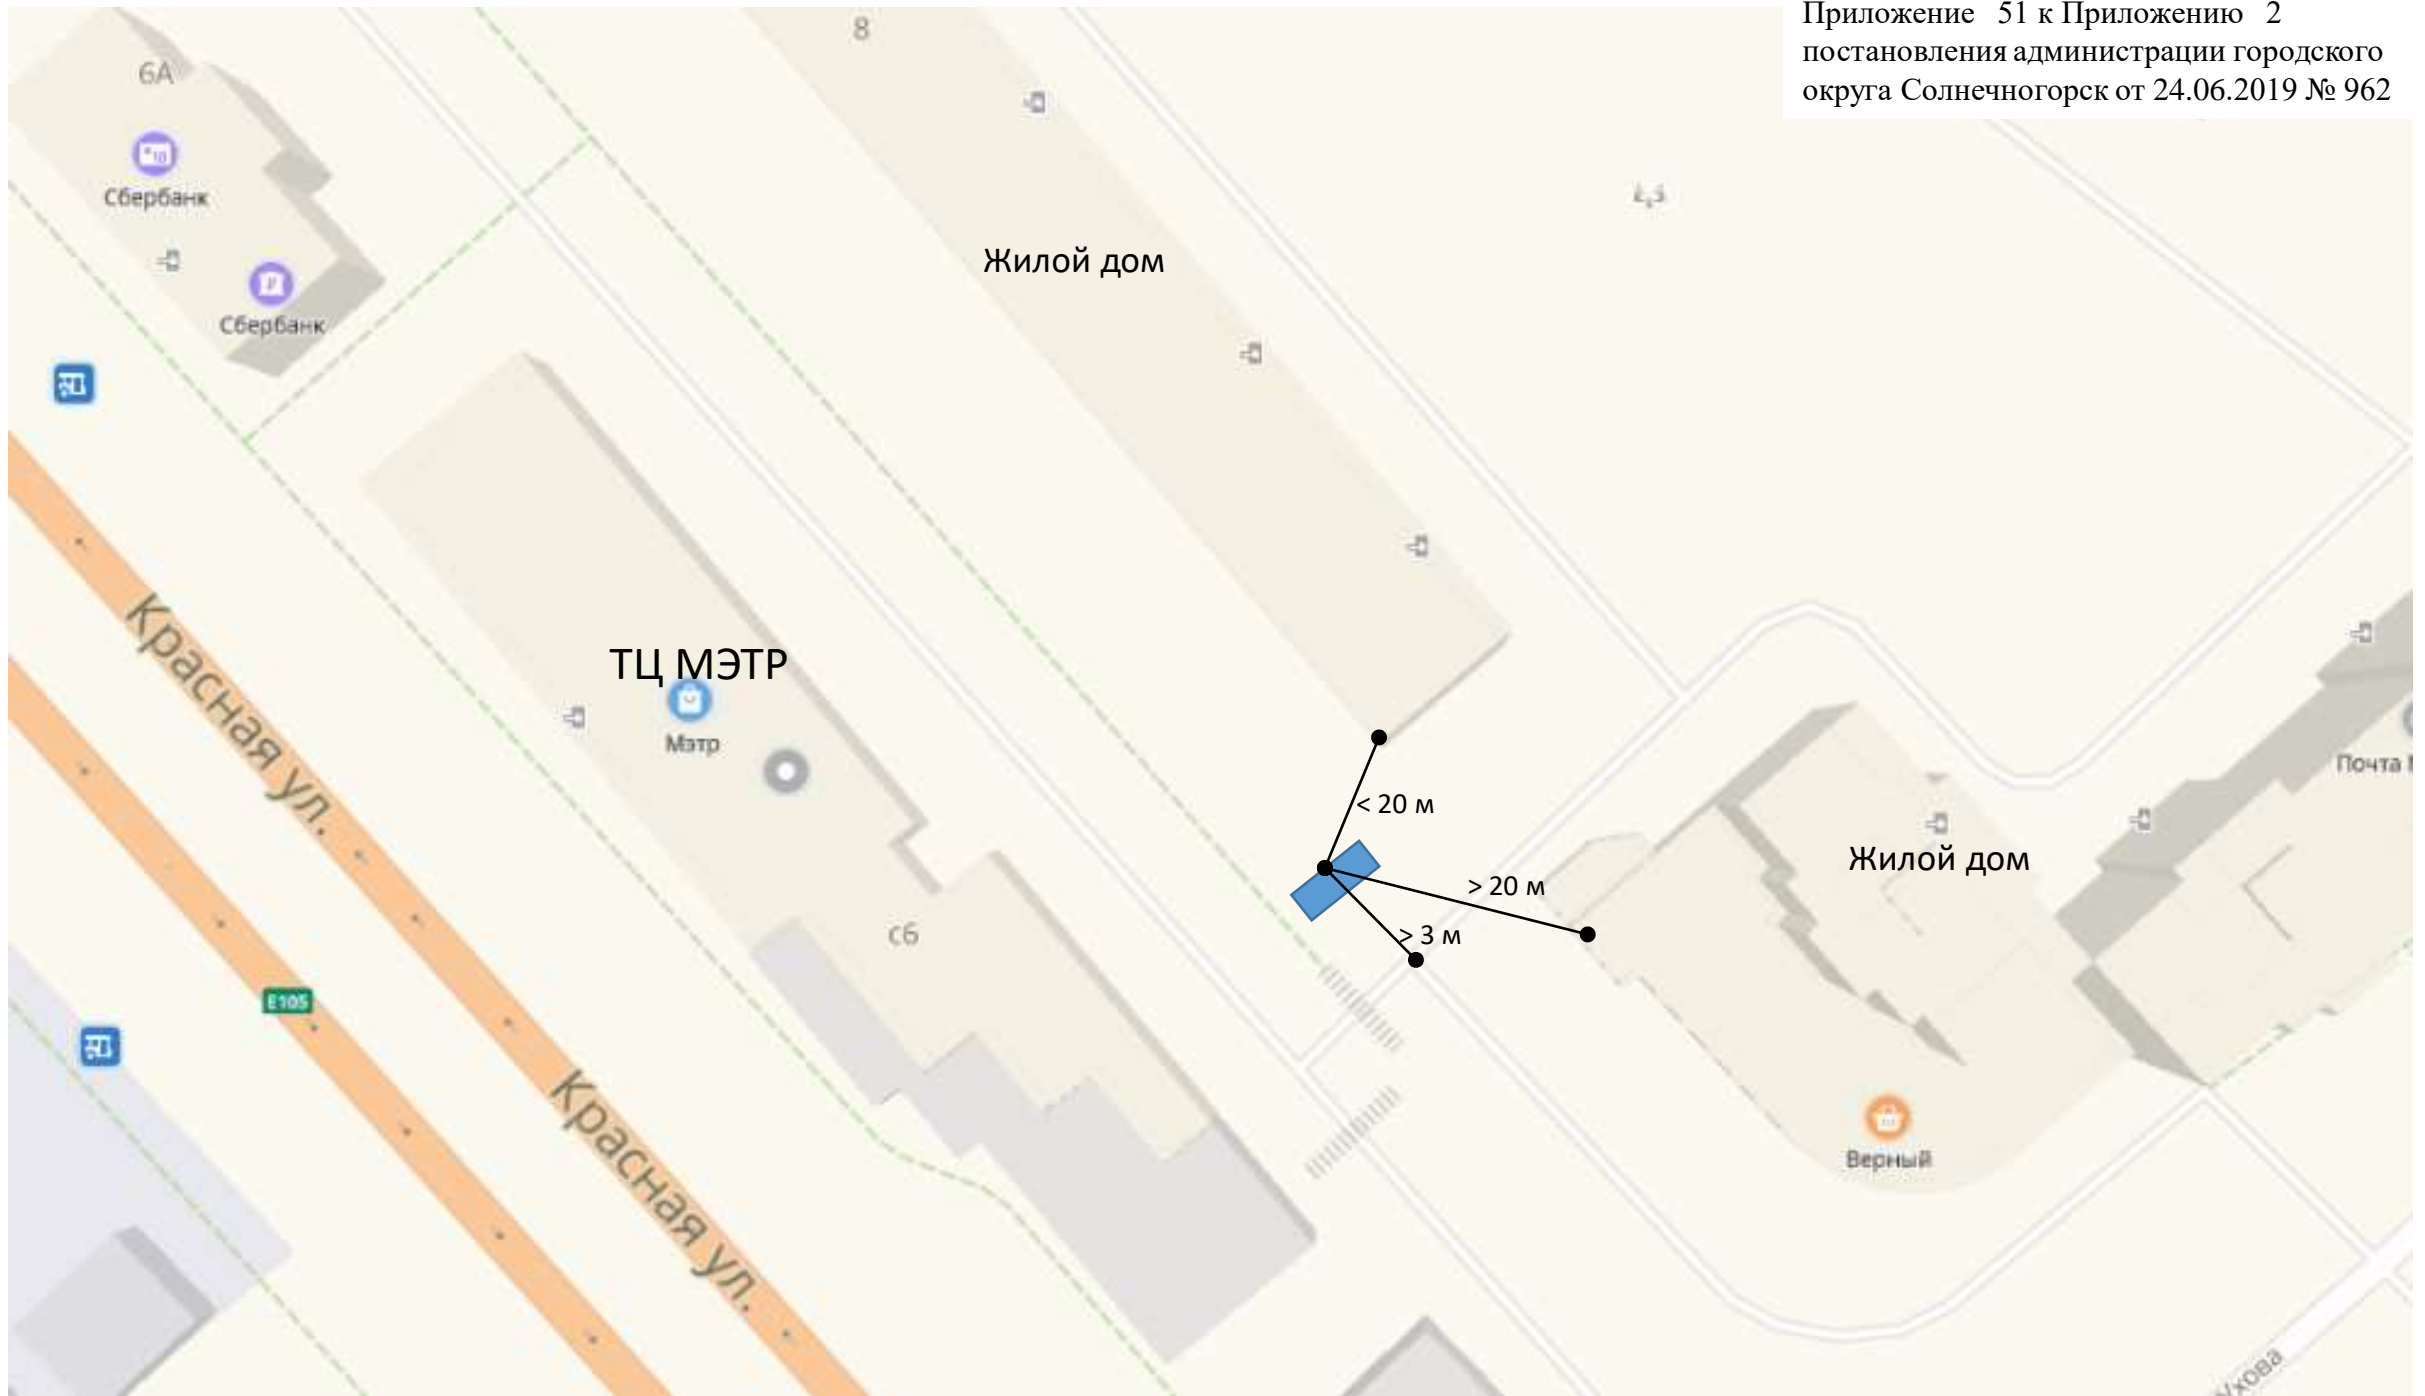 Приложение 51 к Приложению 2
постановления администрации городского
округа Солнечногорск от 24.06.2019 № 962
8
6А
Сбербанк
Сбербанк
Жилой дом
Красная ул.
ТЦ МЭТР
Мэтр
Почта
< 20 м
Жилой дом
> 20 м
> 3 м
с6
E105
Красная ул.
Верный